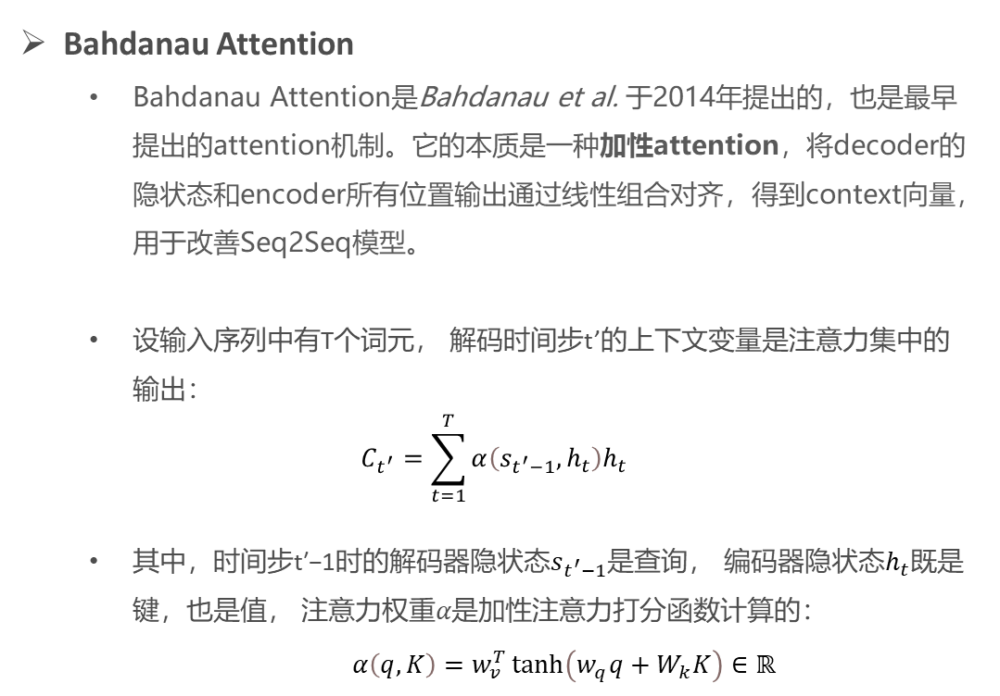 ➢ Bahdanau Attention
• Bahdanau Attention是Bahdanau et al. 于2014年提出的，也是最早
提出的attention机制。它的本质是一种加性attention，将decoder的
隐状态和encoder所有位置输出通过线性组合对齐，得到context向量，
用于改善Seq2Seq模型。
• 设输入序列中有T个词元， 解码时间步t’的上下文变量是注意力集中的
输出：
$C_{t'} = \sum_{t=1}^{T} \alpha(s_{t'-1}, h_t) h_t$
• 其中，时间步t’–1时的解码器隐状态$s_{t'-1}$是查询， 编码器隐状态$h_t$既是
键，也是值， 注意力权重$\alpha$是加性注意力打分函数计算的：
$\alpha(q, K) = w_v^T \tanh(w_q q + W_k K) \in \mathbb{R}$